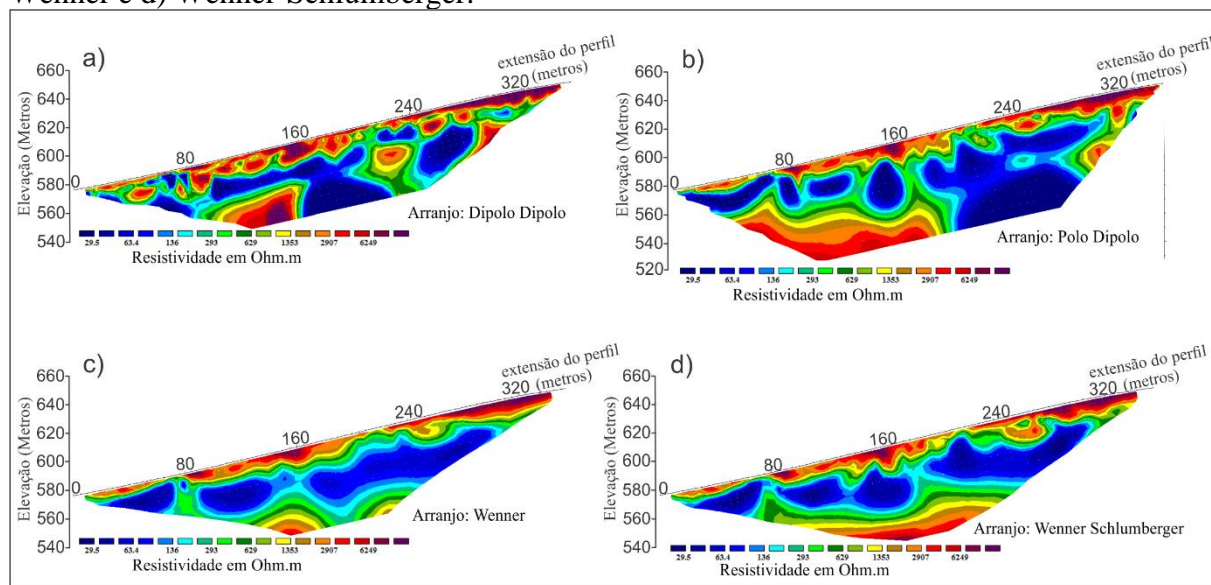 Wenner e d) Wenner Schlumberger.
a)
extensão do perfil
(metros)
660
640
620
600
580
560
540
Elevação (Metros)
0
80
160
240
320
Arranjo: Dipolo Dipolo
29.5 63.4 136 293 629 1353 2907 6249
Resistividade em Ohm.m
b)
extensão do perfil
(metros)
660
640
620
600
580
560
540
520
Elevação (Metros)
0
80
160
240
320
Arranjo: Polo Dipolo
29.5 63.4 136 293 629 1353 2907 6249
Resistividade em Ohm.m
c)
extensão do perfil
(metros)
660
640
620
600
580
560
540
Elevação (Metros)
0
80
160
240
320
Arranjo: Wenner
29.5 63.4 136 293 629 1353 2907 6249
Resistividade em Ohm.m
d)
extensão do perfil
(metros)
660
640
620
600
580
560
540
Elevação (Metros)
0
80
160
240
320
Arranjo: Wenner Schlumberger
29.5 63.4 136 293 629 1353 2907 6249
Resistividade em Ohm.m